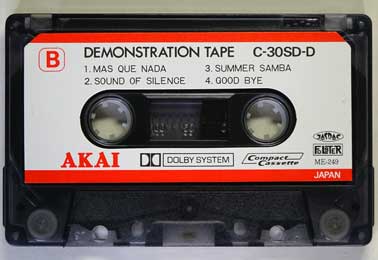 B DEMONSTRATION TAPE C-30SD-D
1. MAS QUE NADA 3. SUMMER SAMBA
2. SOUND OF SILENCE 4. GOOD BYE
AKAI DOLBY SYSTEM Compact Cassette
ME-249
JAPAN